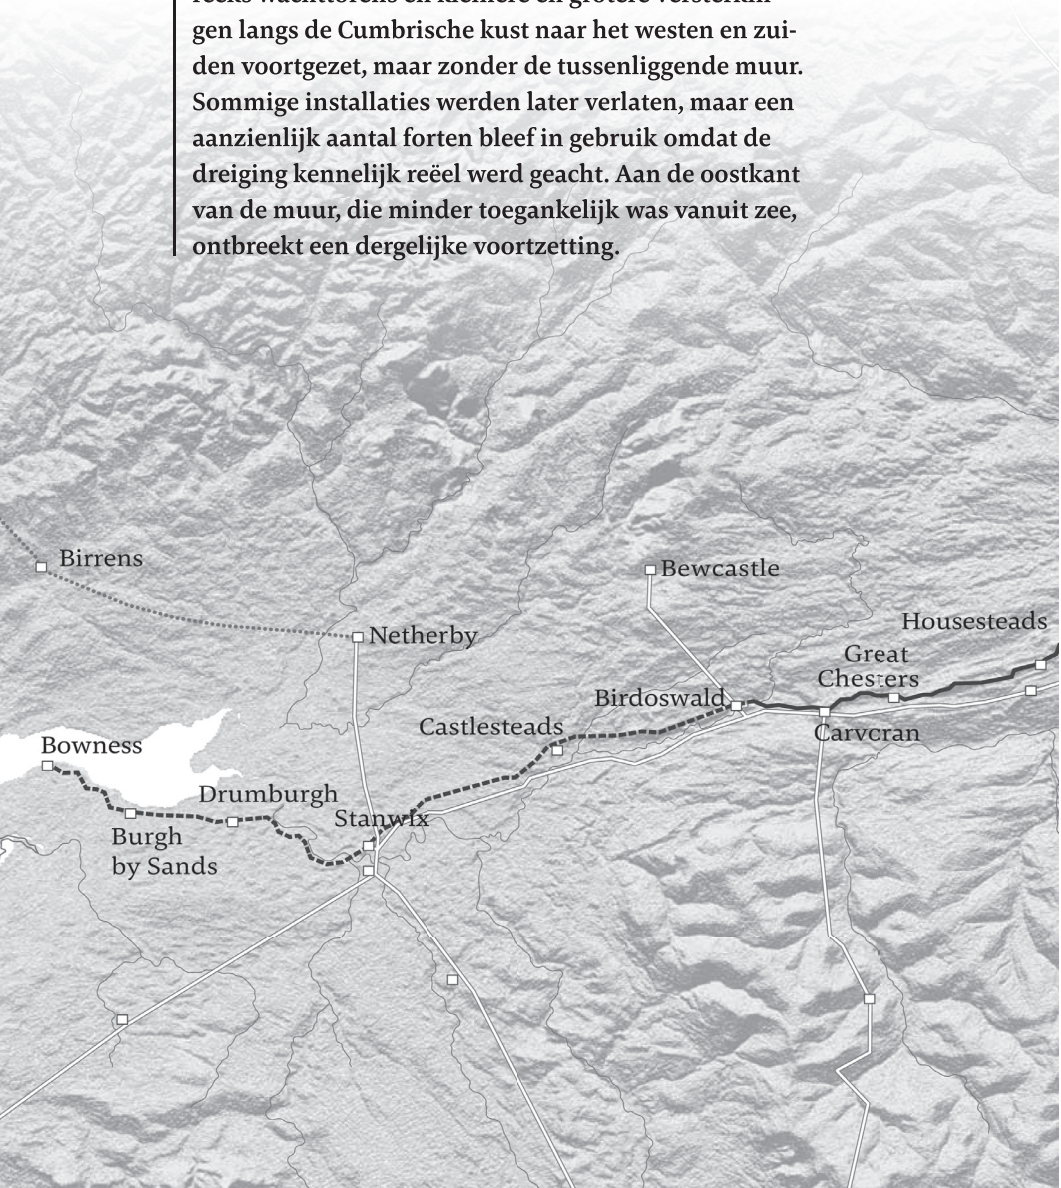 gen langs de Cumbrische kust naar het westen en zui-
den voortgezet, maar zonder de tussenliggende muur.
Sommige installaties werden later verlaten, maar een
aanzienlijk aantal forten bleef in gebruik omdat de
dreiging kennelijk reëel werd geacht. Aan de oostkant
van de muur, die minder toegankelijk was vanuit zee,
ontbreekt een dergelijke voortzetting.
Birrens
Bewcastle
Netherby
Housesteads
Great
Chesters
Birdoswald
Castlesteads
Carvoran
Bowness
Drumburgh
Stanwix
Burgh
by Sands